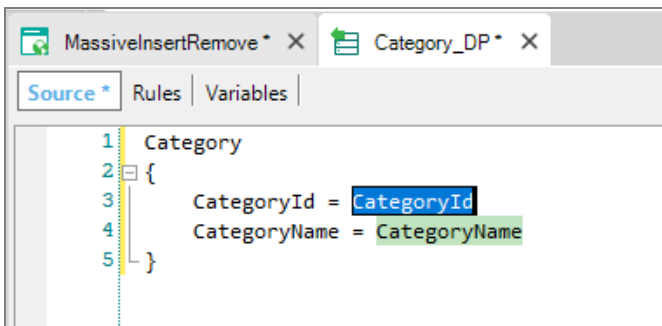 MassiveInsertRemove * X Category_DP * X
Source * Rules Variables
1 Category
2 {
3 CategoryId = CategoryId
4 CategoryName = CategoryName
5 }